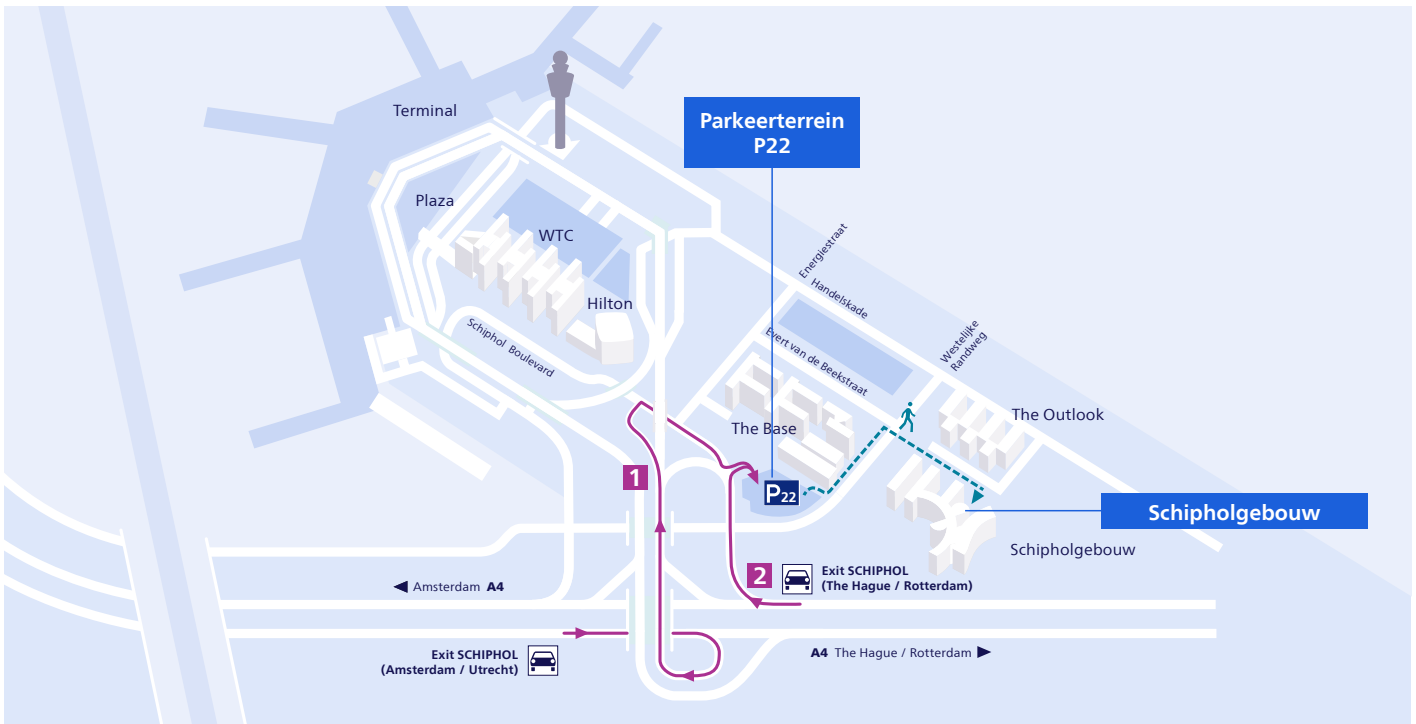 Terminal
Parkeerterrein
P22
Plaza
WTC
Energiestraat
Handelskade
Hilton
Schiphol Boulevard
Evert van de Beekstraat
Westelijke
Randweg
The Base
The Outlook
1
P22
Schipholgebouw
Schipholgebouw
2
Exit SCHIPHOL
(The Hague / Rotterdam)
Amsterdam A4
Exit SCHIPHOL
(Amsterdam / Utrecht)
A4 The Hague / Rotterdam